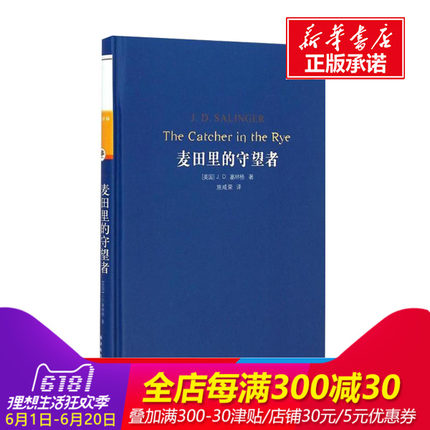 新华书店
正版承诺
J. D. SALINGER
The Catcher in the Rye
麦田里的守望者
[美国] J. D. 塞林格 著
施咸荣 译
麦田里的守望者
618
理想生活狂欢季
6月1日-6月20日
全店每满300减30
叠加满300-30津贴/店铺30元/5元优惠券